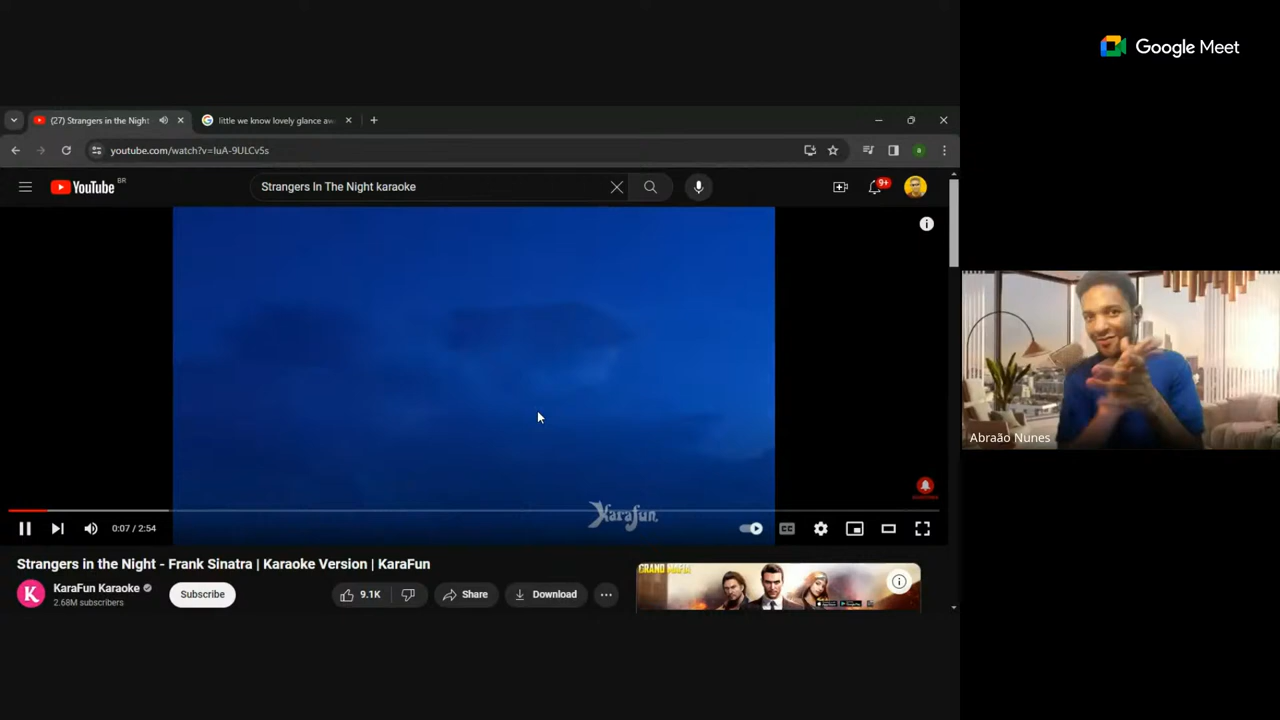 Google Meet
(27) Strangers in the Night
little we know lovely glance aw
youtube.com/watch?v=IuA-9ULCv5s
a
YouTube BR
Strangers In The Night karaoke
9+
Abraão Nunes
Karafun
0:07 / 2:54
CC
Strangers in the Night - Frank Sinatra | Karaoke Version | KaraFun
GRAND MAFIA
K
KaraFun Karaoke
2.68M subscribers
Subscribe
9.1K
Share
Download